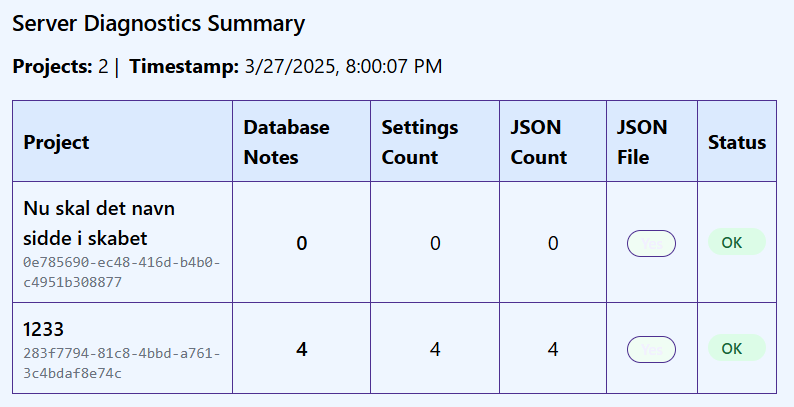 Server Diagnostics Summary
Projects: 2 | Timestamp: 3/27/2025, 8:00:07 PM
Project
Database
Notes
Settings
Count
JSON
Count
JSON
File
Status
Nu skal det navn
sidde i skabet
0e785690-ec48-416d-b4b0-
c4951b308877
0
0
0
Yes
OK
1233
283f7794-81c8-4bbd-a761-
3c4bdaf8e74c
4
4
4
Yes
OK